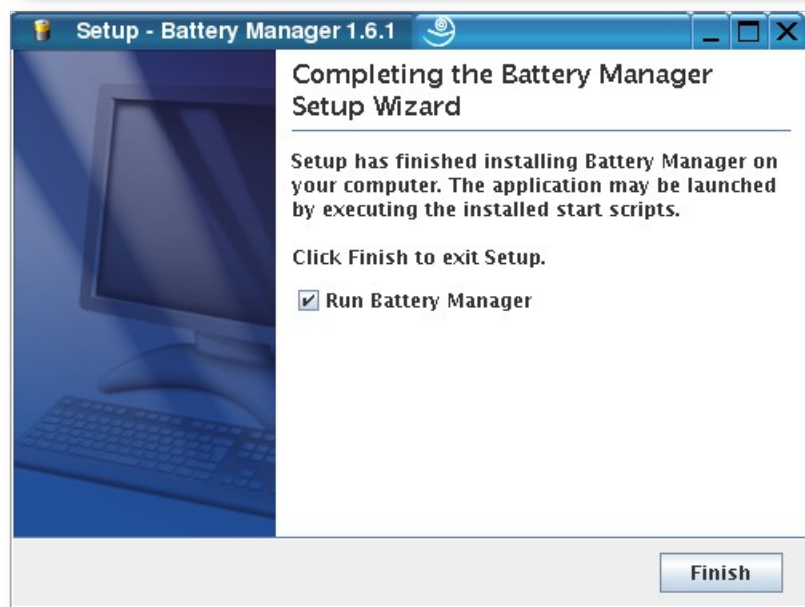 Setup - Battery Manager 1.6.1
Completing the Battery Manager
Setup Wizard
Setup has finished installing Battery Manager on
your computer. The application may be launched
by executing the installed start scripts.
Click Finish to exit Setup.
Run Battery Manager
Finish